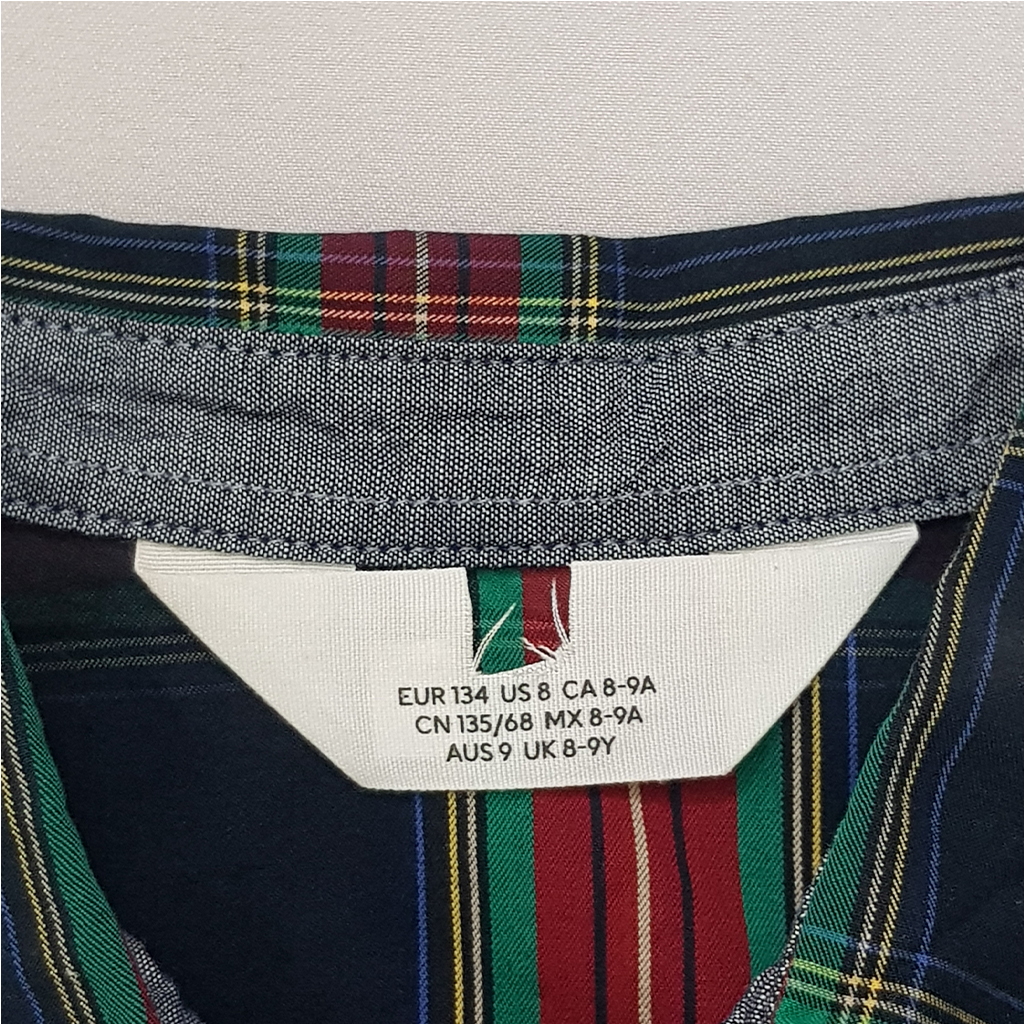 EUR 134 US 8 CA 8-9A
CN 135/68 MX 8-9A
AUS 9 UK 8-9Y